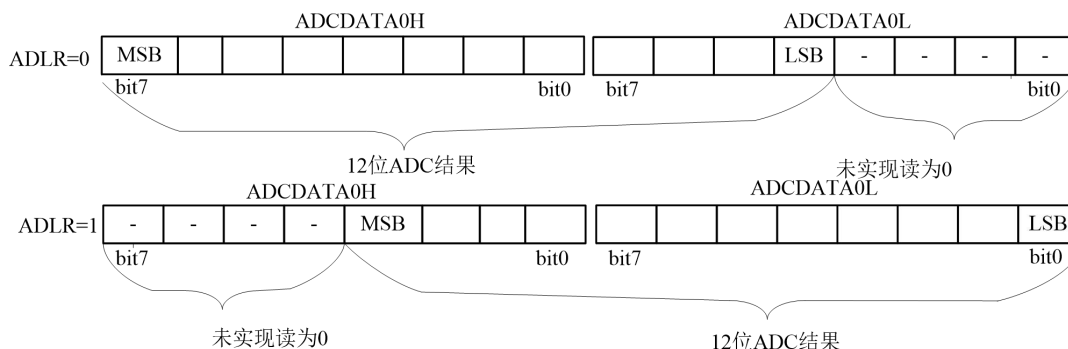 ADCDATA0H ADCDATA0L
ADLR=0 MSB LSB - - - -
bit7 bit0 bit7 bit0
12位ADC结果 未实现读为0
ADCDATA0H ADCDATA0L
ADLR=1 - - - - MSB LSB
bit7 bit0 bit7 bit0
未实现读为0 12位ADC结果